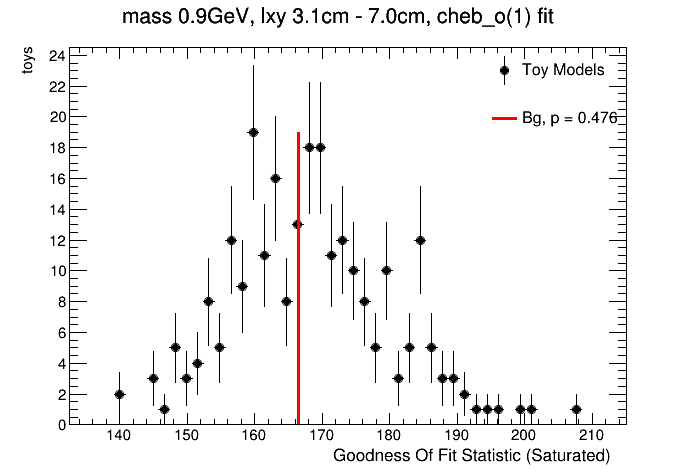 mass 0.9GeV, lxy 3.1cm - 7.0cm, cheb_o(1) fit
toys
24
22
20
18
16
14
12
10
8
6
4
2
0
Toy Models
Bg, p = 0.476
140 150 160 170 180 190 200 210
Goodness Of Fit Statistic (Saturated)